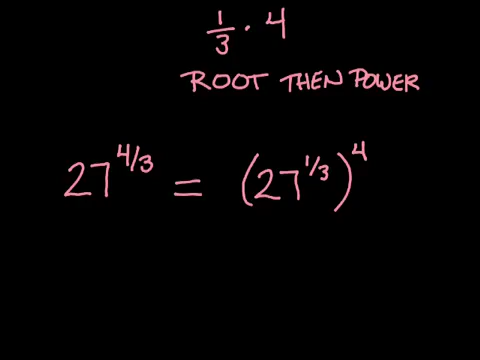 1/3 · 4
ROOT THEN POWER
27^{4/3} = (27^{1/3})^4